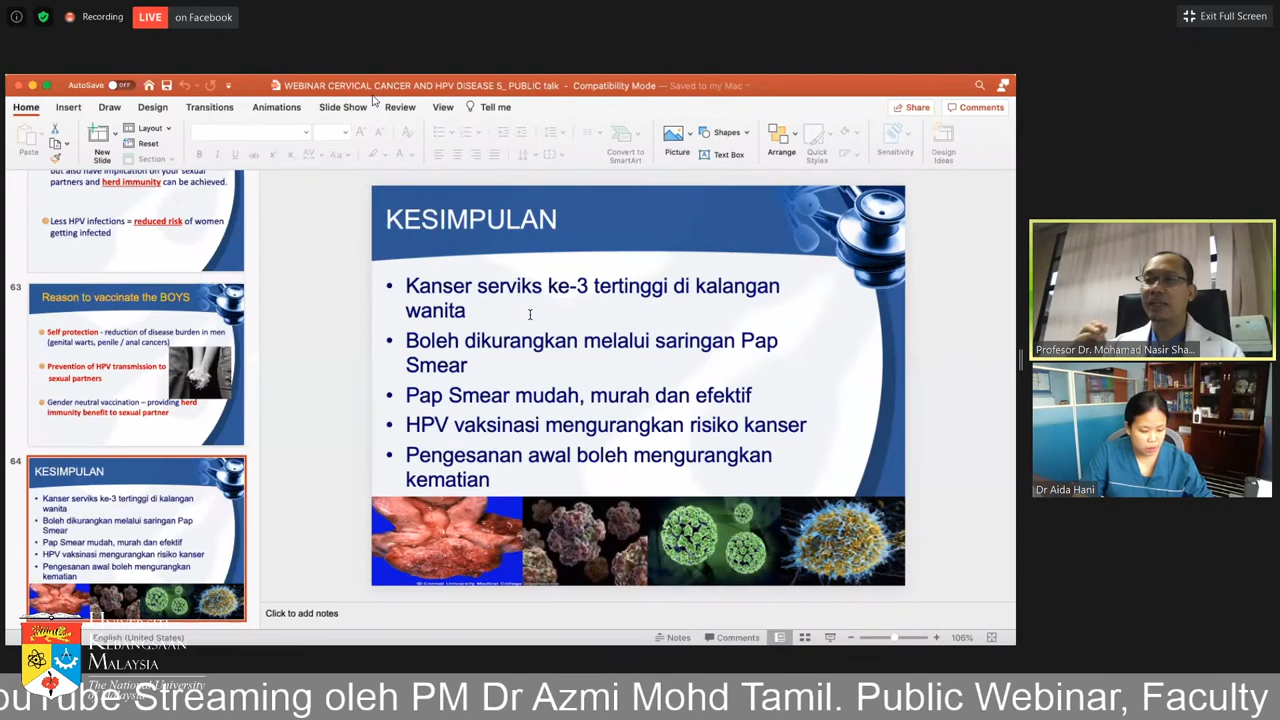 Recording
LIVE on Facebook
Exit Full Screen
AutoSave OFF
WEBINAR CERVICAL CANCER AND HPV DISEASE S_ PUBLIC talk - Compatibility Mode — Saved to my Mac
Home Insert Draw Design Transitions Animations Slide Show Review View Tell me
Share Comments
Paste
New Slide
Layout
Reset
Section
Convert to SmartArt
Picture
Shapes
Text Box
Arrange
Quick Styles
Sensitivity
Design Ideas
but also have implication on your sexual
partners and herd immunity can be achieved.
Less HPV infections = reduced risk of women
getting infected
63
Reason to vaccinate the BOYS
Self protection - reduction of disease burden in men
(genital warts, penile / anal cancers)
Prevention of HPV transmission to
sexual partners
Gender neutral vaccination – providing herd
immunity benefit to sexual partner
64
KESIMPULAN
• Kanser serviks ke-3 tertinggi di kalangan
wanita
• Boleh dikurangkan melalui saringan Pap
Smear
• Pap Smear mudah, murah dan efektif
• HPV vaksinasi mengurangkan risiko kanser
• Pengesanan awal boleh mengurangkan
kematian
KESIMPULAN
• Kanser serviks ke-3 tertinggi di kalangan
wanita
• Boleh dikurangkan melalui saringan Pap
Smear
• Pap Smear mudah, murah dan efektif
• HPV vaksinasi mengurangkan risiko kanser
• Pengesanan awal boleh mengurangkan
kematian
Click to add notes
English (United States)
Notes Comments 106%
Profesor Dr. Mohamad Nasir Sha...
Dr Aida Hani
KEBANGSAAN
MALAYSIA
The National University
of Malaysia
ouTube Streaming oleh PM Dr Azmi Mohd Tamil. Public Webinar, Faculty